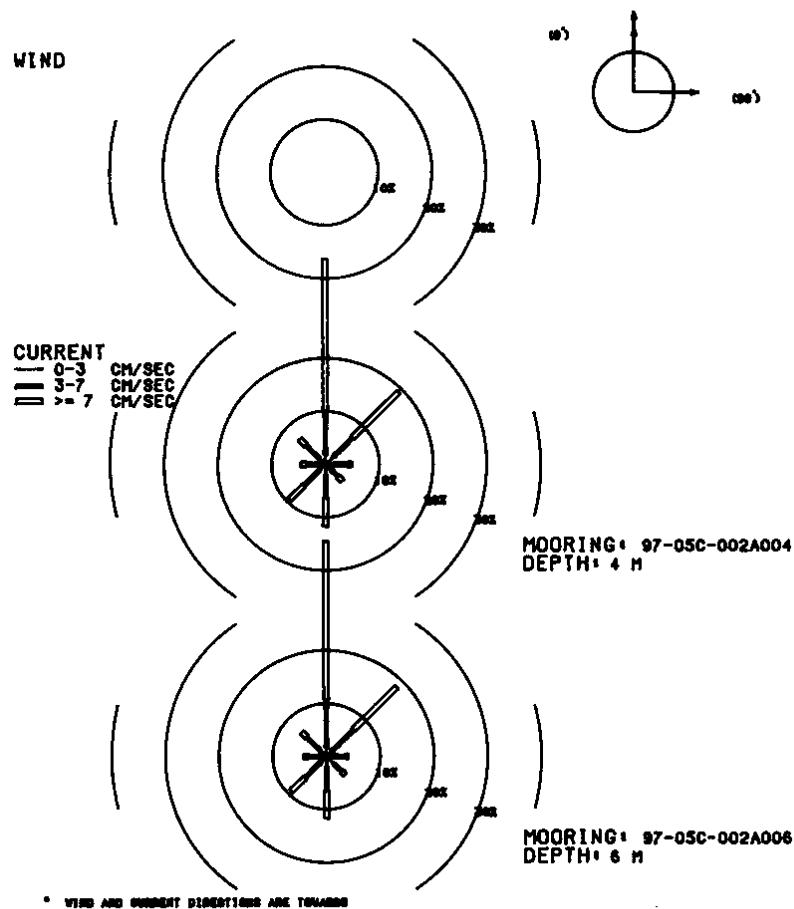 WIND
(0°)
(90°)
10%
20%
30%
CURRENT
0-3 CM/SEC
3-7 CM/SEC
>= 7 CM/SEC
10%
20%
30%
MOORING: 97-05C-002A004
DEPTH: 4 M
10%
20%
30%
MOORING: 97-05C-002A006
DEPTH: 6 M
* WIND AND CURRENT DIRECTIONS ARE TOWARDS